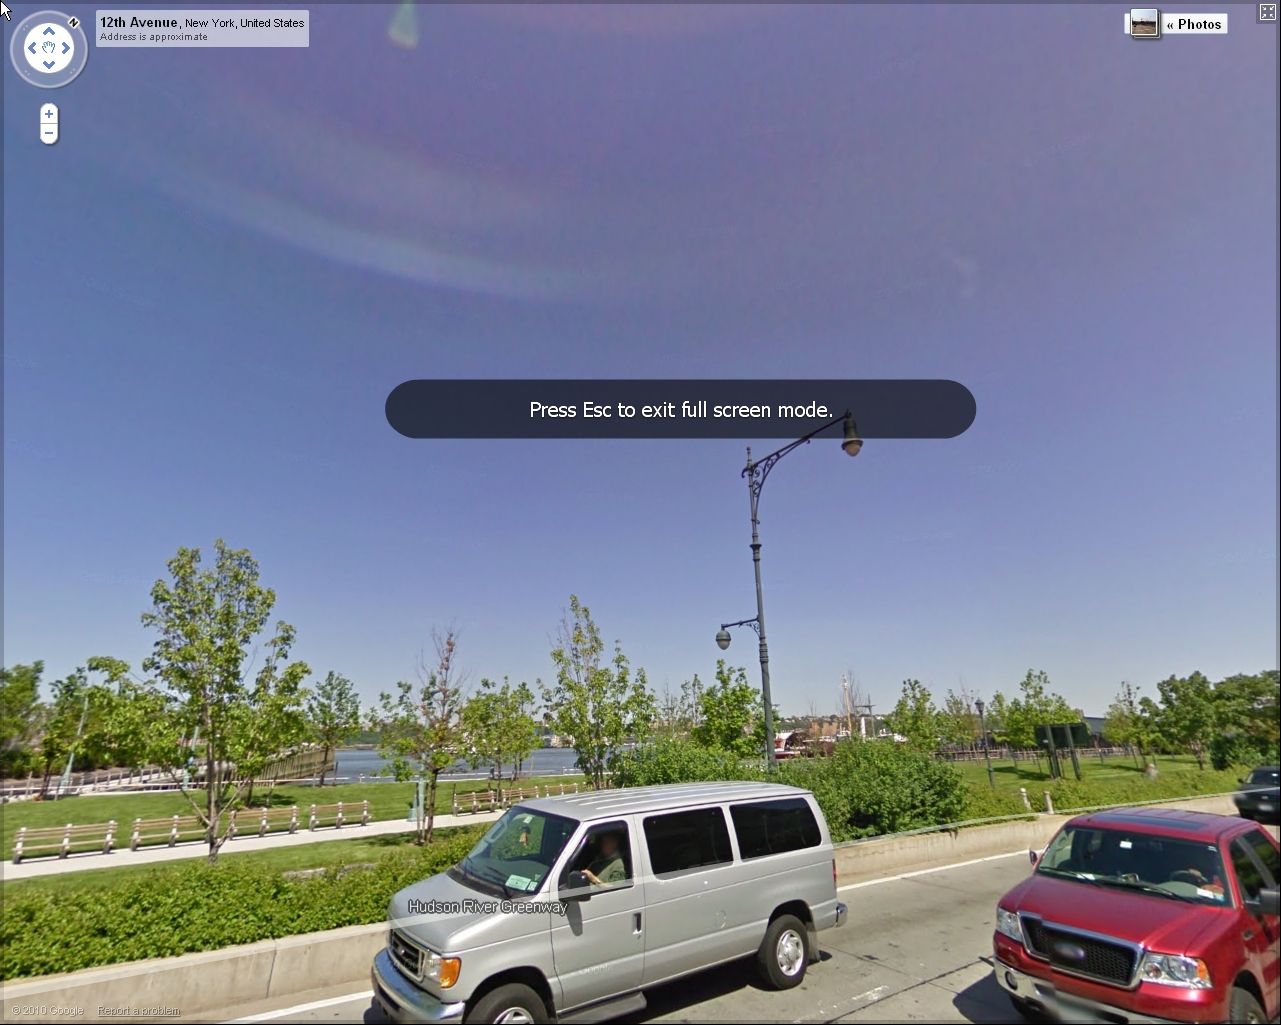 N
12th Avenue, New York, United States
Address is approximate
« Photos
Press Esc to exit full screen mode.
Hudson River Greenway
© 2010 Google Report a problem